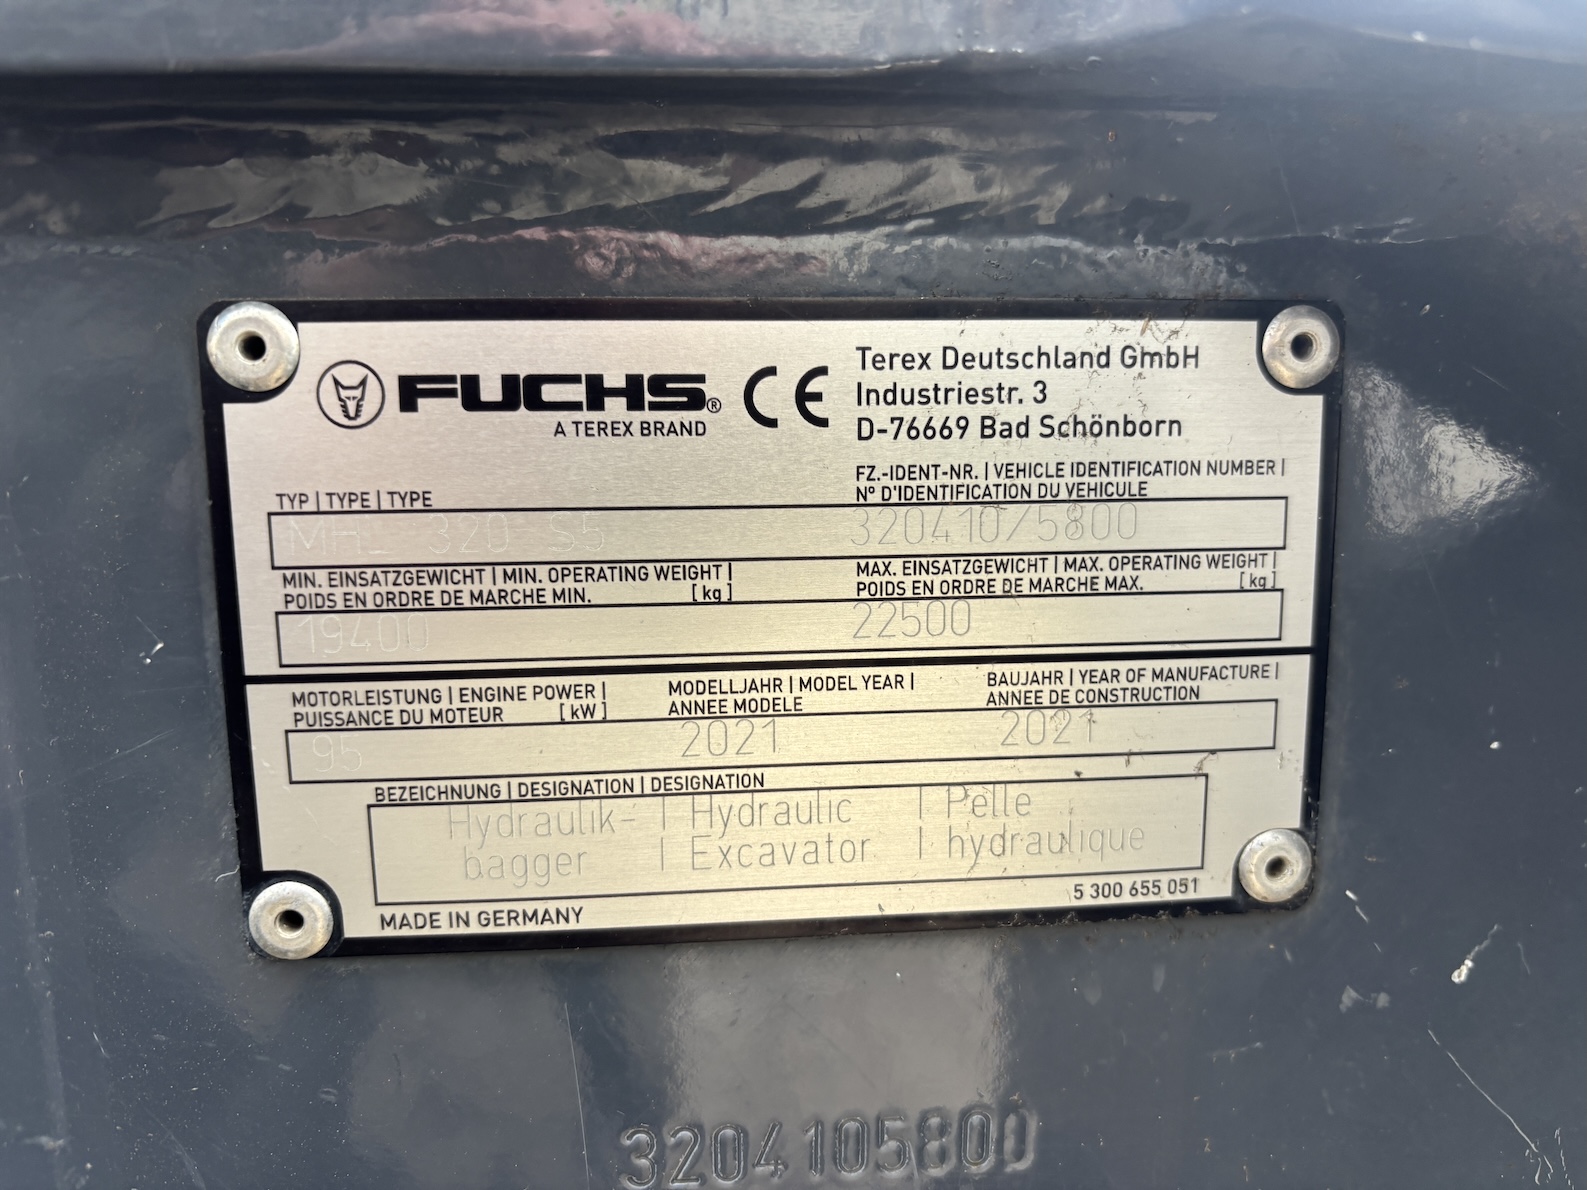 FUCHS®
A TEREX BRAND
CE
Terex Deutschland GmbH
Industriestr. 3
D-76669 Bad Schönborn
TYP | TYPE | TYPE
FZ.-IDENT-NR. | VEHICLE IDENTIFICATION NUMBER |
N° D'IDENTIFICATION DU VEHICULE
MHL 320 S5
320410/5800
MIN. EINSATZGEWICHT | MIN. OPERATING WEIGHT |
POIDS EN ORDRE DE MARCHE MIN. [kg]
MAX. EINSATZGEWICHT | MAX. OPERATING WEIGHT |
POIDS EN ORDRE DE MARCHE MAX. [kg]
19400
22500
MOTORLEISTUNG | ENGINE POWER |
PUISSANCE DU MOTEUR [kW]
MODELLJAHR | MODEL YEAR |
ANNEE MODELE
BAUJAHR | YEAR OF MANUFACTURE |
ANNEE DE CONSTRUCTION
95
2021
2021
BEZEICHNUNG | DESIGNATION | DESIGNATION
Hydraulik- | Hydraulic | Pelle
bagger | Excavator | hydraulique
5 300 655 051
MADE IN GERMANY
3204105800